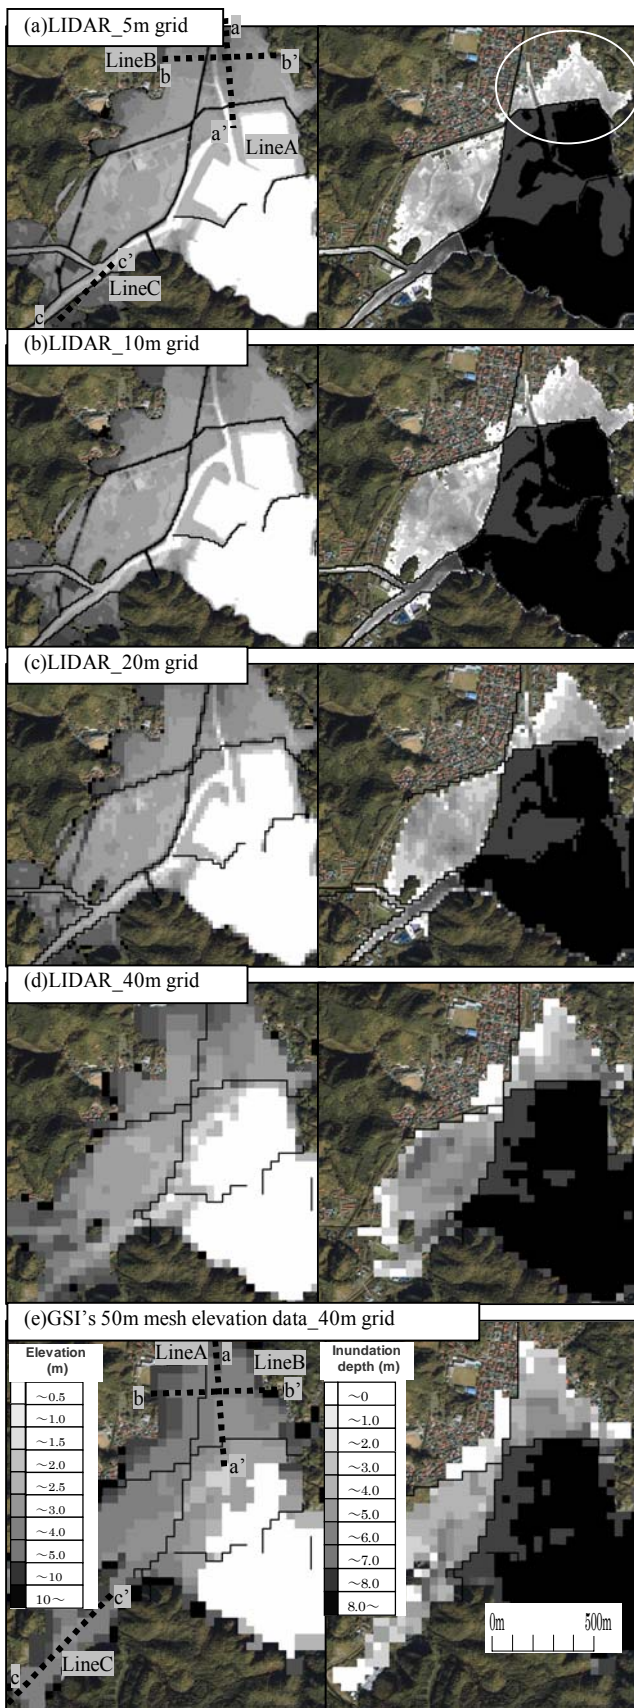 (a)LIDAR_5m grid
a
LineB
b
b'
a'
LineA
c'
LineC
c
(b)LIDAR_10m grid
(c)LIDAR_20m grid
(d)LIDAR_40m grid
(e)GSI's 50m mesh elevation data_40m grid
LineA
a
LineB
b
b'
a'
Elevation
(m)
~0.5
~1.0
~1.5
~2.0
~2.5
~3.0
~4.0
~5.0
~10
10~
c'
c
LineC
Inundation
depth (m)
~0
~1.0
~2.0
~3.0
~4.0
~5.0
~6.0
~7.0
~8.0
8.0~
0m 500m